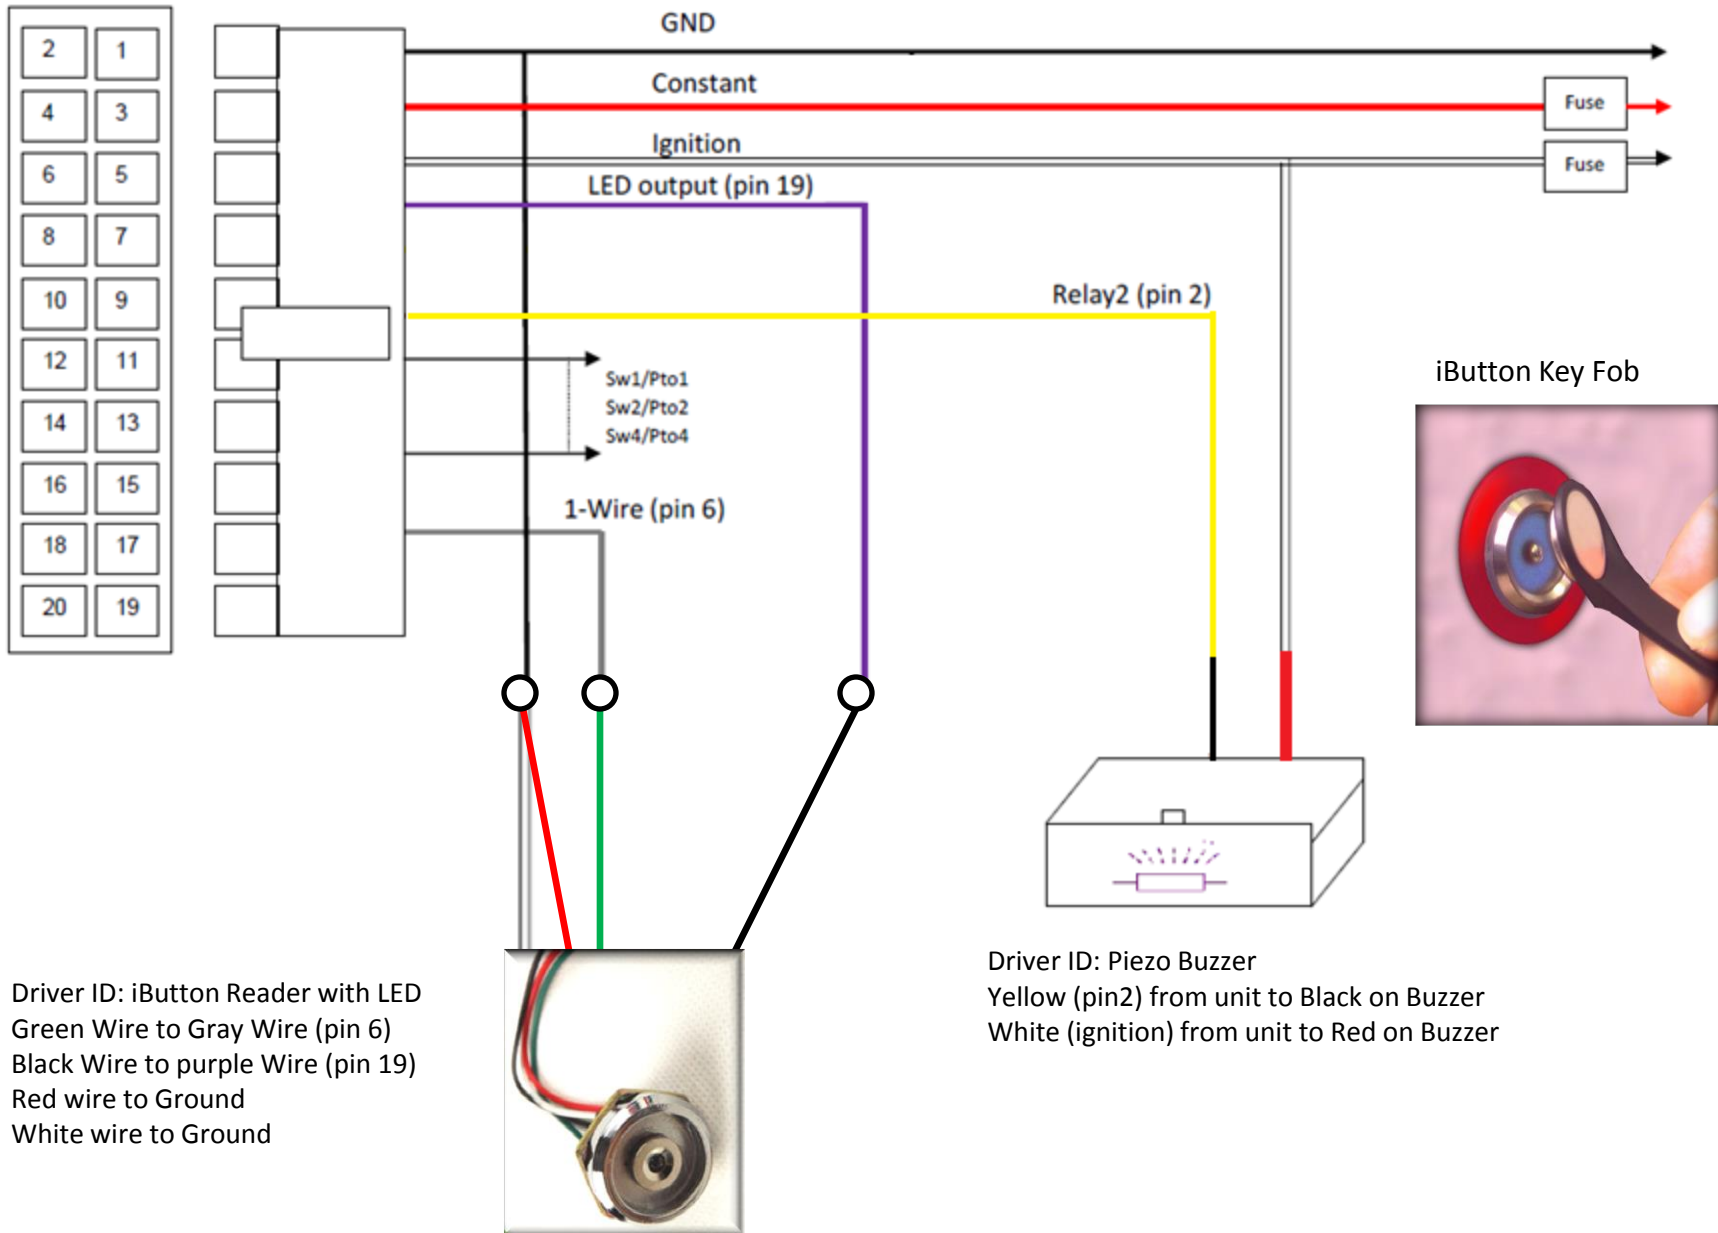 2 1
4 3
6 5
8 7
10 9
12 11
14 13
16 15
18 17
20 19
GND
Constant
Fuse
Ignition
Fuse
LED output (pin 19)
Relay2 (pin 2)
Sw1/Pto1
Sw2/Pto2
Sw4/Pto4
1-Wire (pin 6)
iButton Key Fob
Driver ID: iButton Reader with LED
Green Wire to Gray Wire (pin 6)
Black Wire to purple Wire (pin 19)
Red wire to Ground
White wire to Ground
Driver ID: Piezo Buzzer
Yellow (pin2) from unit to Black on Buzzer
White (ignition) from unit to Red on Buzzer